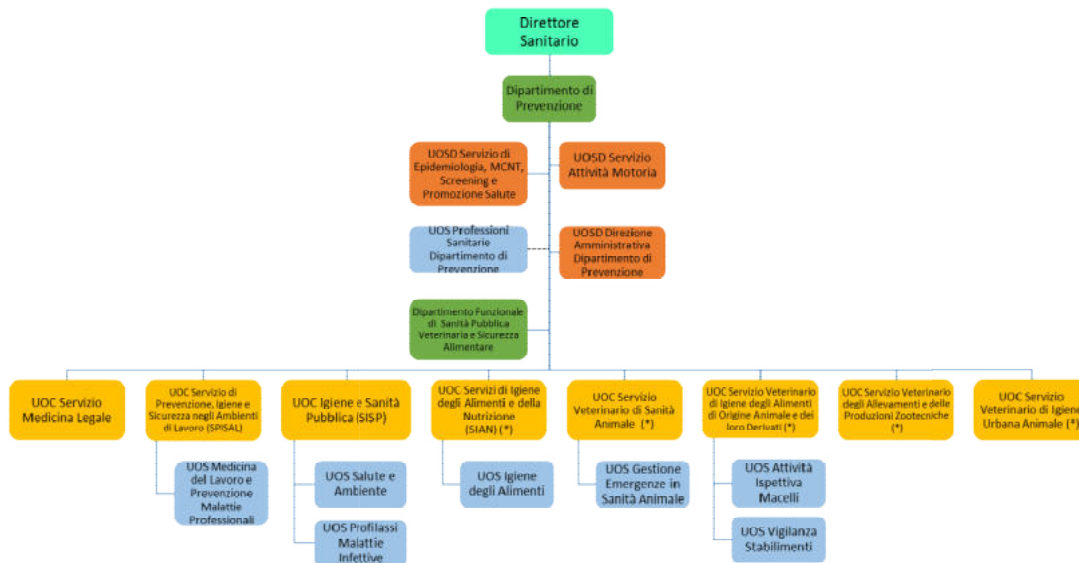 Direttore
Sanitario
Dipartimento di
Prevenzione
UOSD Servizio di
Epidemiologia, MCNT,
Screening e
Promozione Salute
UOSD Servizio
Attività Motoria
UOS Professioni
Sanitarie
Dipartimento di
Prevenzione
UOSD Direzione
Amministrativa
Dipartimento di
Prevenzione
Dipartimento Funzionale
di Sanità Pubblica
Veterinaria e Sicurezza
Alimentare
UOC Servizio
Medicina Legale
UOC Servizio di
Prevenzione, Igiene e
Sicurezza negli Ambienti
di Lavoro (SPISAL)
UOC Igiene e Sanità
Pubblica (SISP)
UOC Servizi di Igiene
degli Alimenti e della
Nutrizione
(SIAN) (*)
UOC Servizio
Veterinario di Sanità
Animale (*)
UOC Servizio Veterinario
di Igiene degli Alimenti
di Origine Animale e dei
loro Derivati (*)
UOC Servizio Veterinario
degli Allevamenti e delle
Produzioni Zootecniche
(*)
UOC Servizio
Veterinario di Igiene
Urbana Animale (*)
UOS Medicina
del Lavoro e
Prevenzione
Malattie
Professionali
UOS Salute e
Ambiente
UOS Igiene
degli Alimenti
UOS Gestione
Emergenze in
Sanità Animale
UOS Attività
Ispettiva
Macelli
UOS Profilassi
Malattie
Infettive
UOS Vigilanza
Stabilimenti